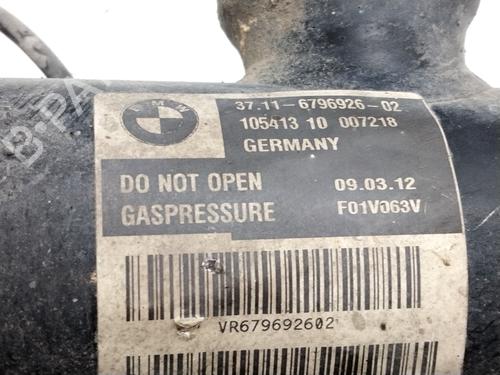 BMW
37.11-6796926-02
105413 10 007218
GERMANY
DO NOT OPEN 09.03.12
GASPRESSURE F01V063V
VR679692602